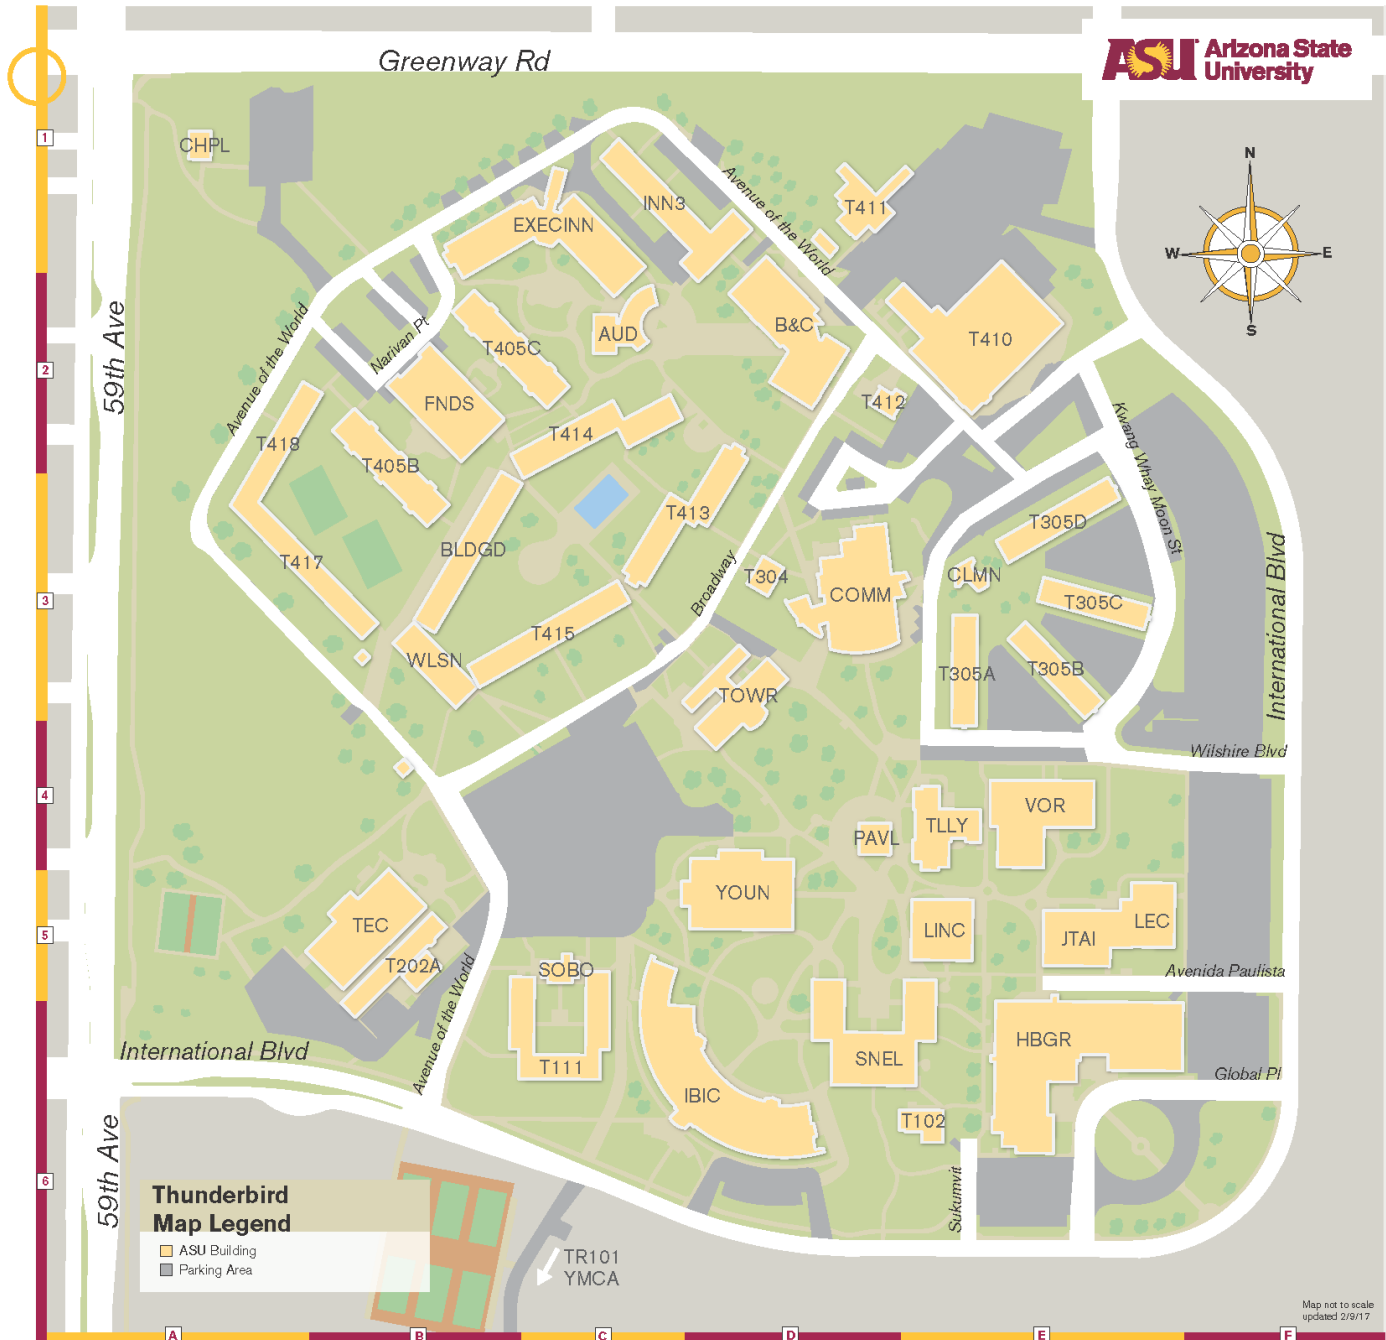 Greenway Rd
ASU Arizona State
University
1
CHPL
N
W
E
S
INN3
EXECINN
T411
Avenue of the World
59th Ave
Avenue of the World
Narivan Pt
AUD
B&C
T410
T405C
2
FNDS
T412
T414
T418
T405B
Kwang Whay Moon St
T413
T305D
BLDGD
T417
T304
CLMN
COMM
Broadway
International Blvd
3
T305C
T415
WLSN
T305A
T305B
TOWR
Wilshire Blvd
4
VOR
TLLY
PAVL
YOUN
TEC
LINC
LEC
JTAI
5
T202A
SOBO
Avenida Paulista
Avenue of the World
International Blvd
HBGR
SNEL
T111
Global Pl
IBIC
T102
59th Ave
6
Sukumvit
Thunderbird
Map Legend
ASU Building
Parking Area
TR101
YMCA
Map not to scale
updated 2/9/17
A
B
C
D
E
F